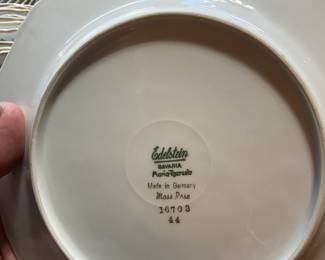 Edelstein
BAVARIA
Maria-Theresia
Made in Germany
Moss Rose
16703
44